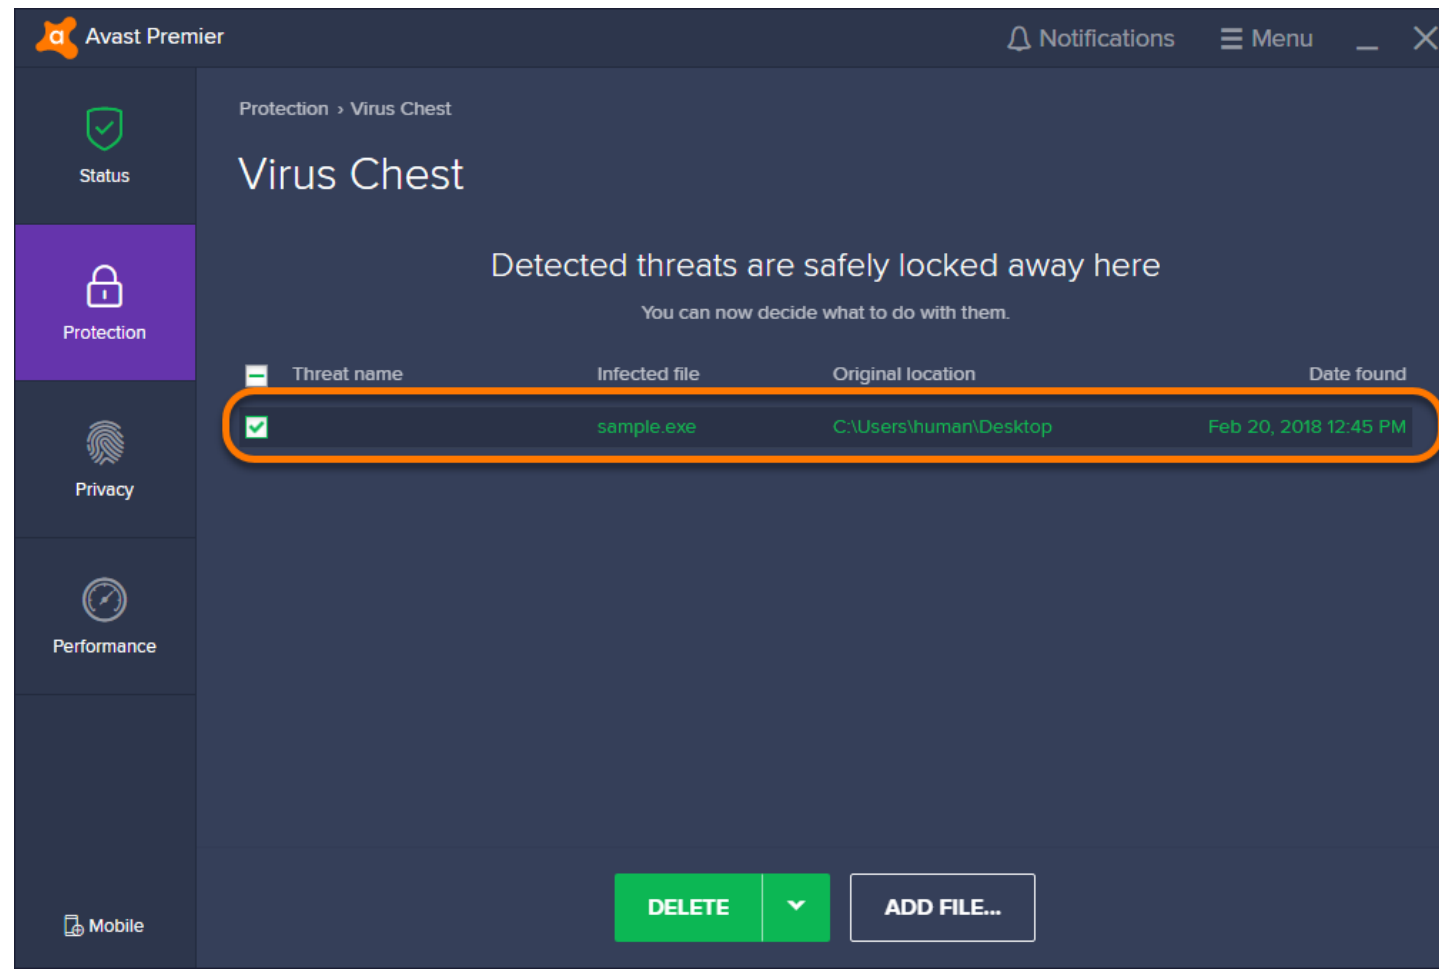 Avast Premier
Notifications
Menu
Status
Protection
Privacy
Performance
Mobile
Protection › Virus Chest
Virus Chest
Detected threats are safely locked away here
You can now decide what to do with them.
Threat name Infected file Original location Date found
sample.exe C:\Users\human\Desktop Feb 20, 2018 12:45 PM
DELETE
ADD FILE...